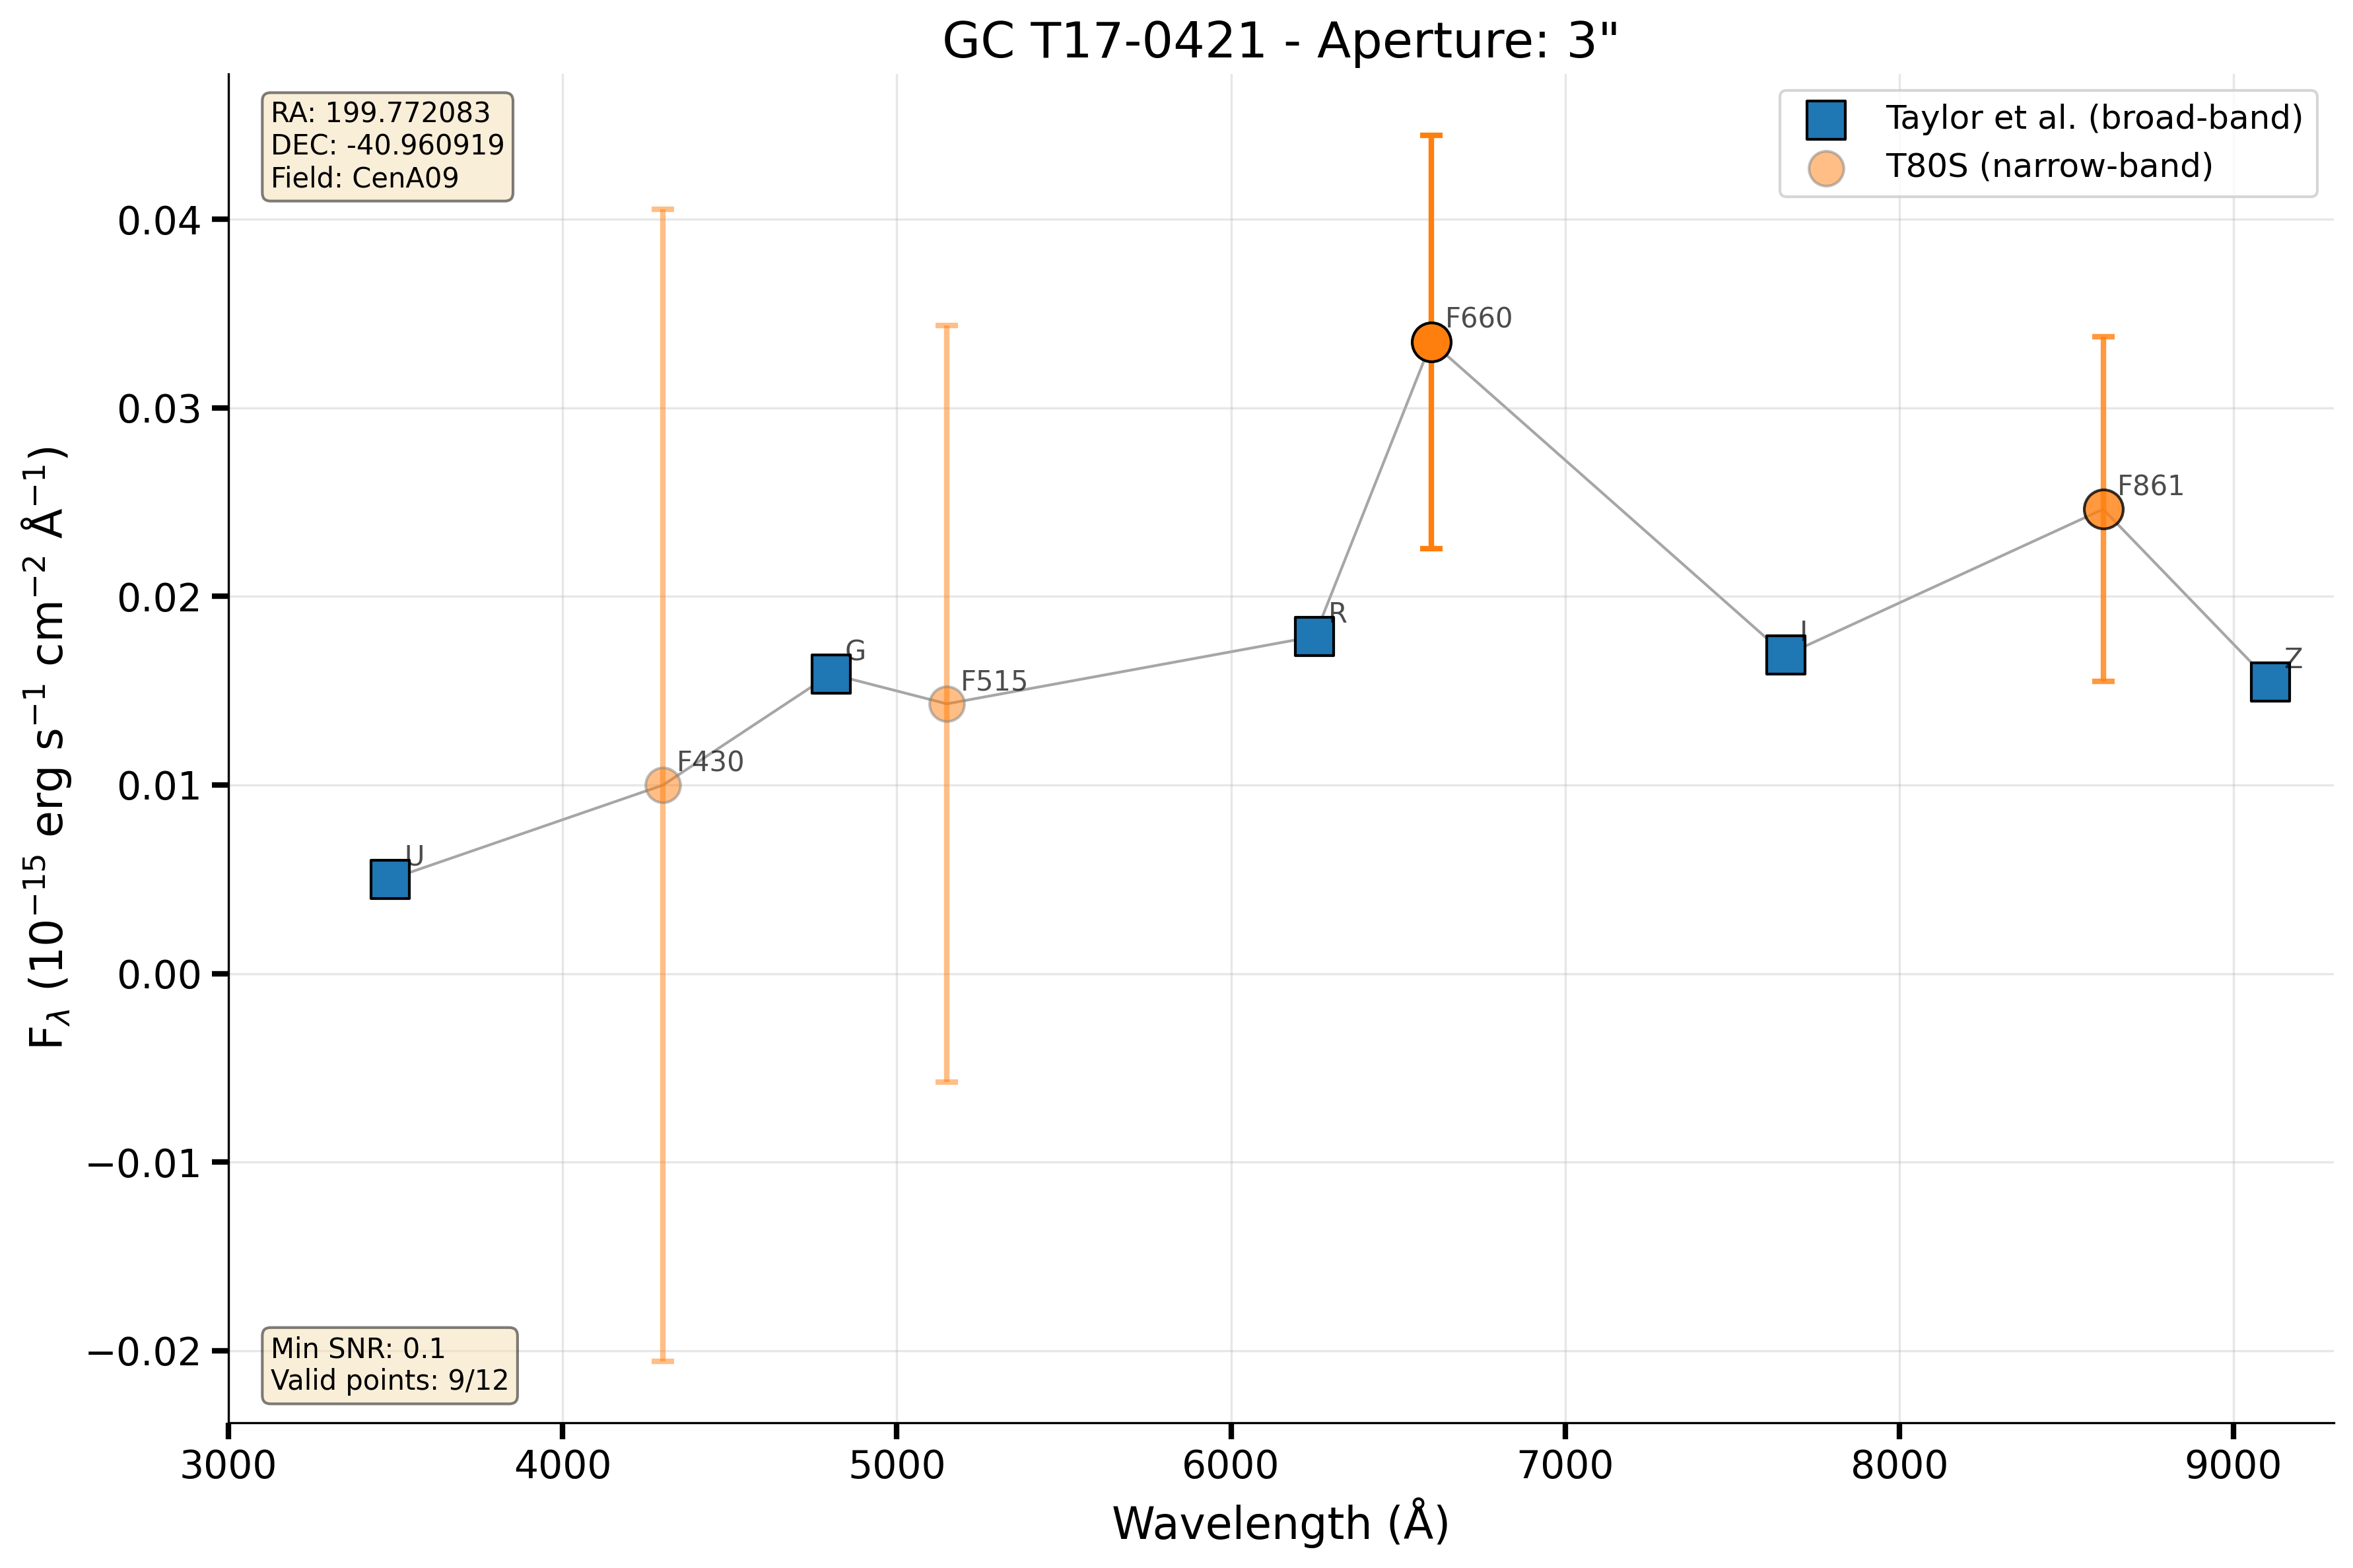 GC T17-0421 - Aperture: 3"
RA: 199.772083
DEC: -40.960919
Field: CenA09
Taylor et al. (broad-band)
T80S (narrow-band)
F_λ (10⁻¹⁵ erg s⁻¹ cm⁻² Å⁻¹)
0.04
0.03
0.02
0.01
0.00
−0.01
−0.02
U
F430
G
F515
R
F660
I
F861
Z
Min SNR: 0.1
Valid points: 9/12
3000 4000 5000 6000 7000 8000 9000
Wavelength (Å)